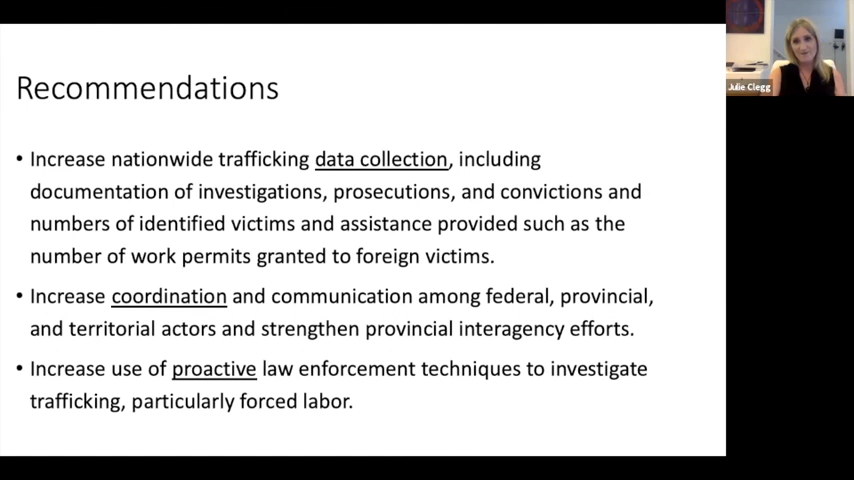 Recommendations
• Increase nationwide trafficking data collection, including
documentation of investigations, prosecutions, and convictions and
numbers of identified victims and assistance provided such as the
number of work permits granted to foreign victims.
• Increase coordination and communication among federal, provincial,
and territorial actors and strengthen provincial interagency efforts.
• Increase use of proactive law enforcement techniques to investigate
trafficking, particularly forced labor.
Julie Clegg